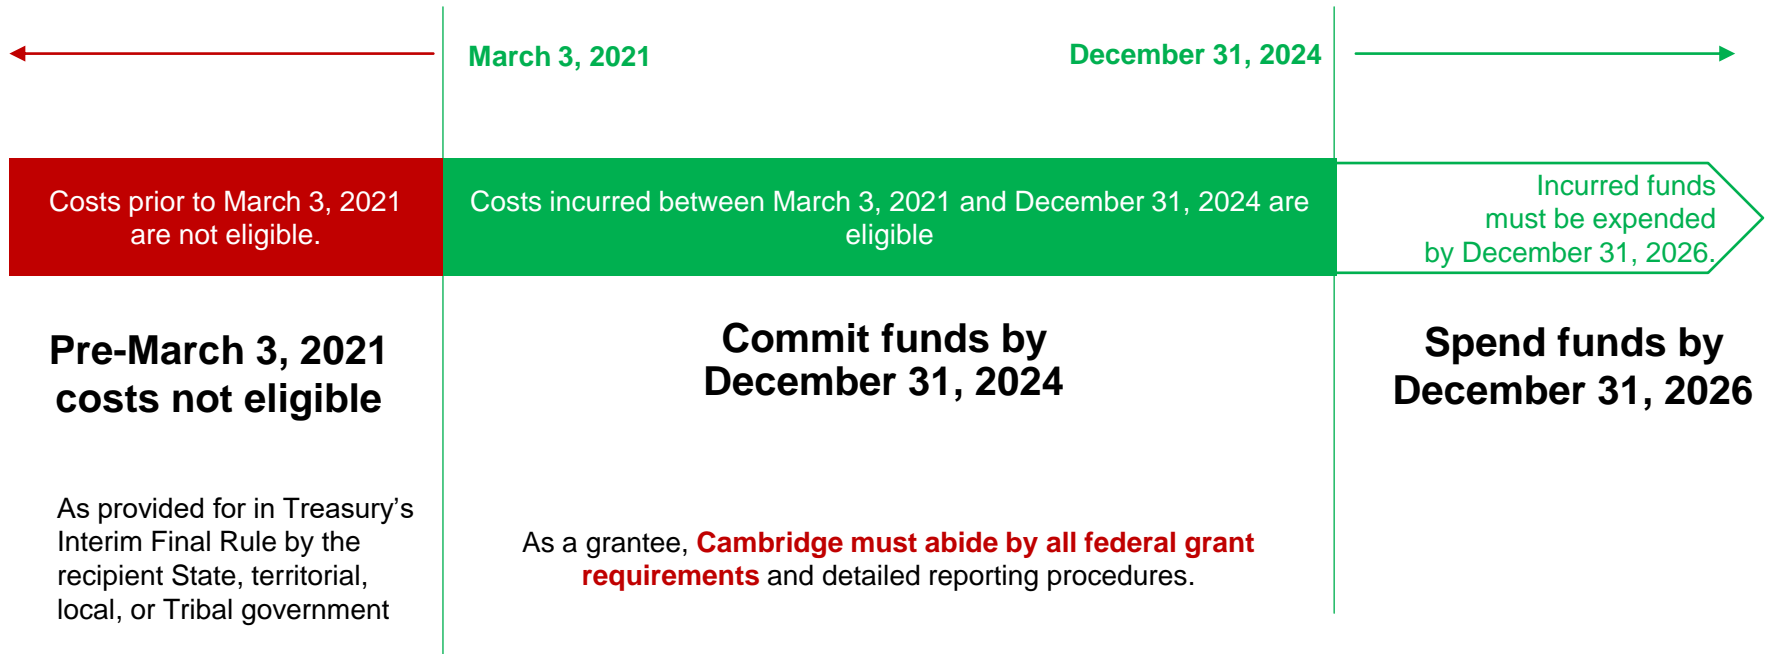 March 3, 2021
December 31, 2024
Costs prior to March 3, 2021
are not eligible.
Costs incurred between March 3, 2021 and December 31, 2024 are
eligible
Incurred funds
must be expended
by December 31, 2026.
Pre-March 3, 2021
costs not eligible
Commit funds by
December 31, 2024
Spend funds by
December 31, 2026
As provided for in Treasury’s
Interim Final Rule by the
recipient State, territorial,
local, or Tribal government
As a grantee, Cambridge must abide by all federal grant
requirements and detailed reporting procedures.